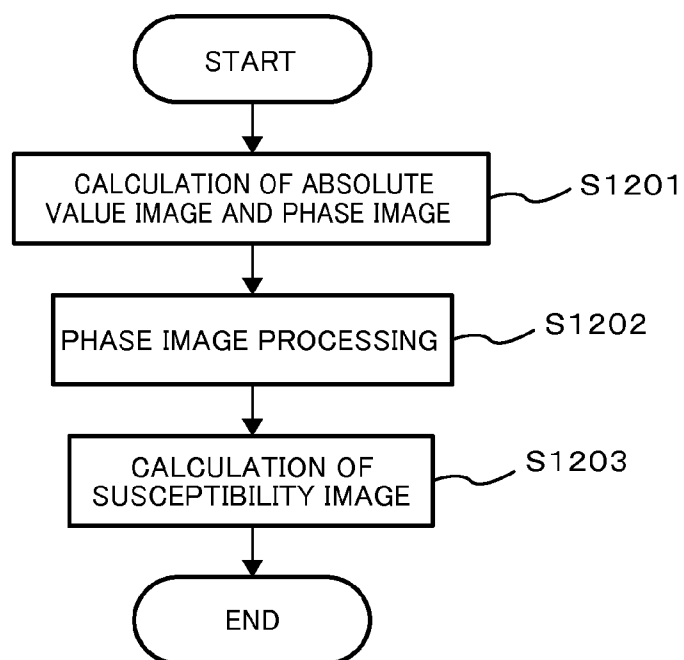 START
CALCULATION OF ABSOLUTE
VALUE IMAGE AND PHASE IMAGE
S1201
PHASE IMAGE PROCESSING
S1202
CALCULATION OF
SUSCEPTIBILITY IMAGE
S1203
END